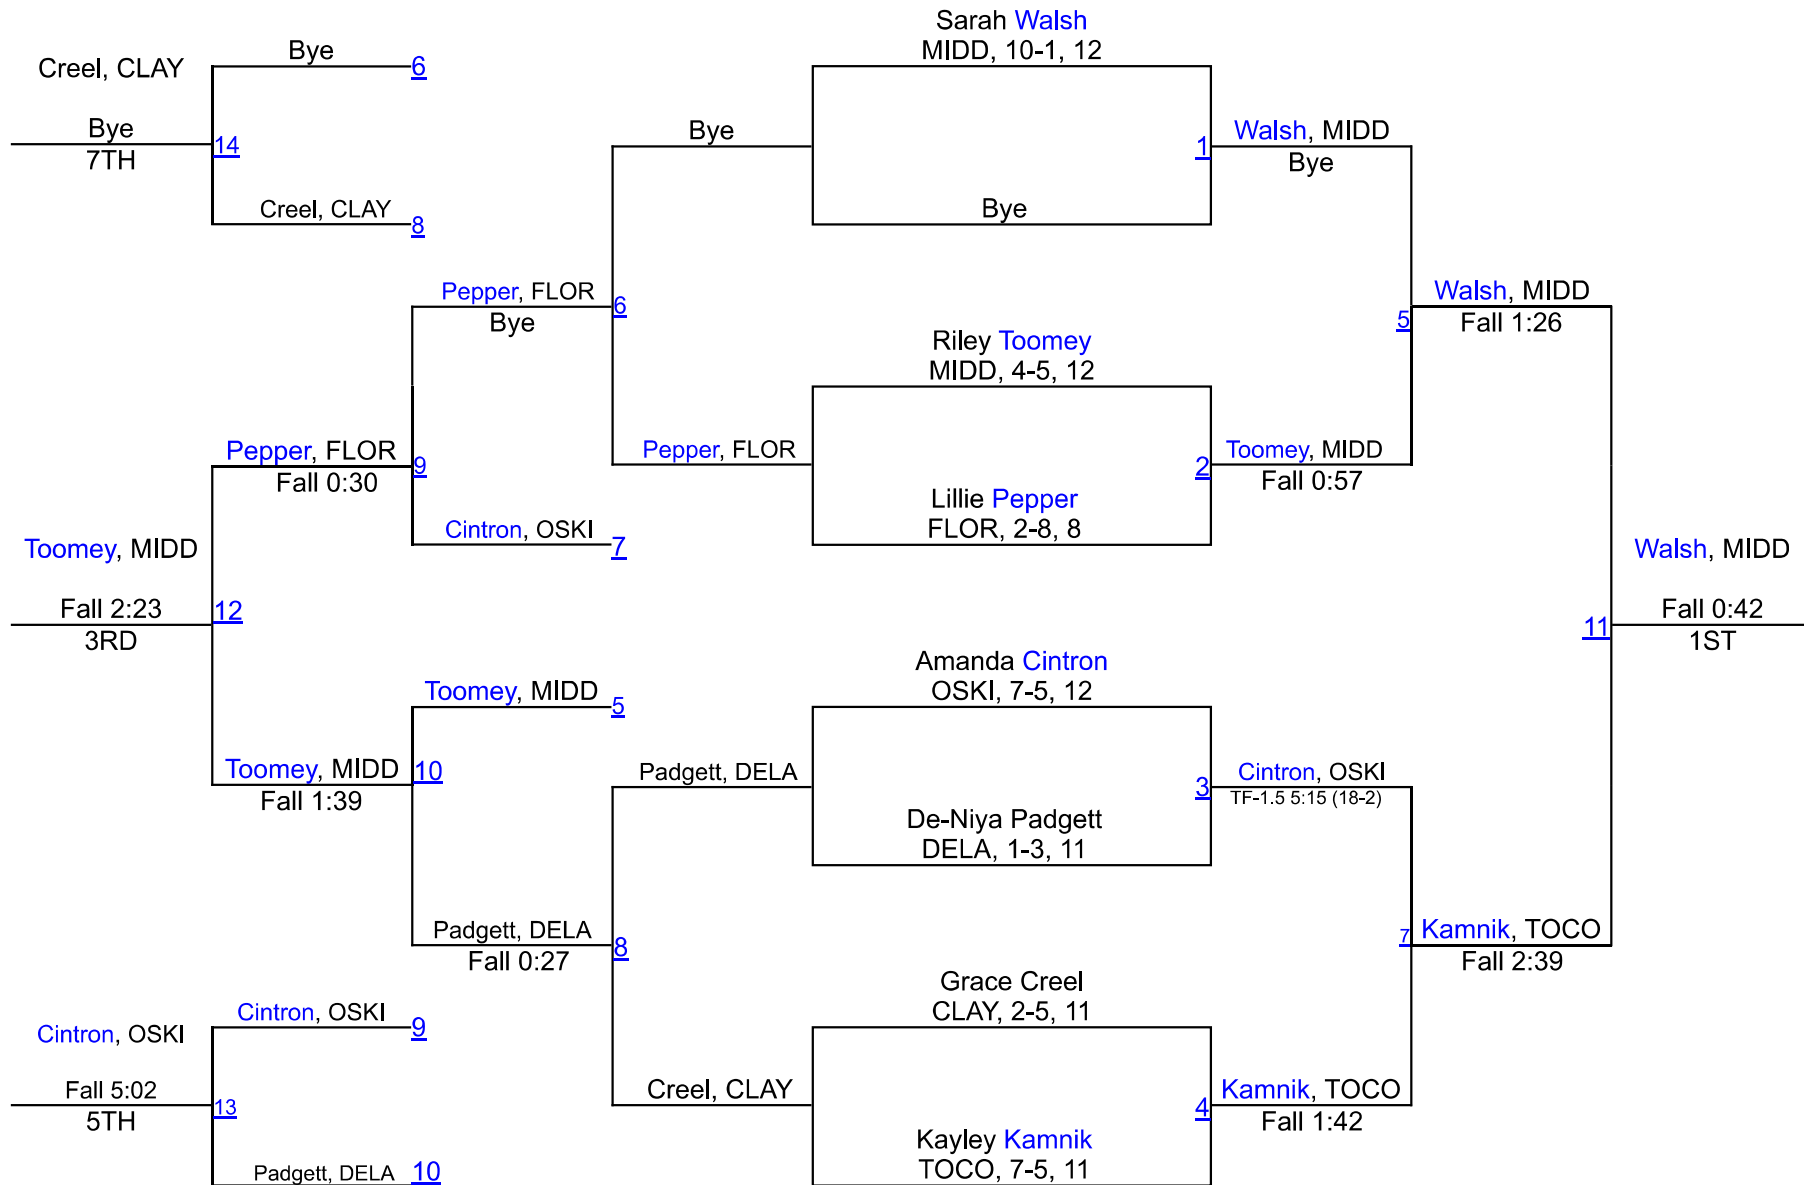 Sarah Walsh
MIDD, 10-1, 12
Creel, CLAY
Bye
6
Bye
7TH
14
Bye
1
Walsh, MIDD
Bye
Creel, CLAY
8
Bye
Pepper, FLOR
Bye
6
5
Walsh, MIDD
Fall 1:26
Riley Toomey
MIDD, 4-5, 12
Pepper, FLOR
Fall 0:30
9
Pepper, FLOR
2
Toomey, MIDD
Fall 0:57
Lillie Pepper
FLOR, 2-8, 8
Cintron, OSKI
7
Toomey, MIDD
Fall 2:23
3RD
12
Walsh, MIDD
11
Fall 0:42
1ST
Amanda Cintron
OSKI, 7-5, 12
Toomey, MIDD
5
Toomey, MIDD
Fall 1:39
10
Padgett, DELA
3
Cintron, OSKI
TF-1.5 5:15 (18-2)
De-Niya Padgett
DELA, 1-3, 11
Padgett, DELA
Fall 0:27
8
7
Kamnik, TOCO
Fall 2:39
Grace Creel
CLAY, 2-5, 11
Cintron, OSKI
Cintron, OSKI
9
Fall 5:02
5TH
13
Creel, CLAY
4
Kamnik, TOCO
Fall 1:42
Kayley Kamnik
TOCO, 7-5, 11
Padgett, DELA
10